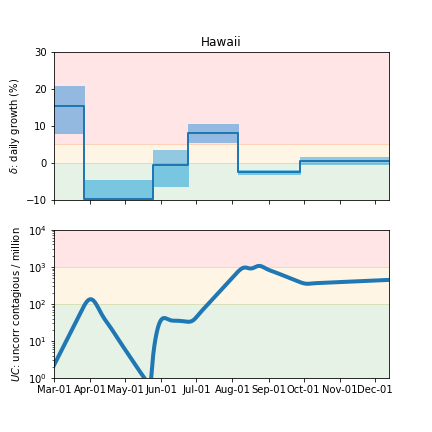 Hawaii
δ: daily growth (%)
30
20
10
0
−10
UC: uncorr contagious / million
10⁴
10³
10²
10¹
10⁰
Mar-01 Apr-01 May-01 Jun-01 Jul-01 Aug-01 Sep-01 Oct-01 Nov-01 Dec-01